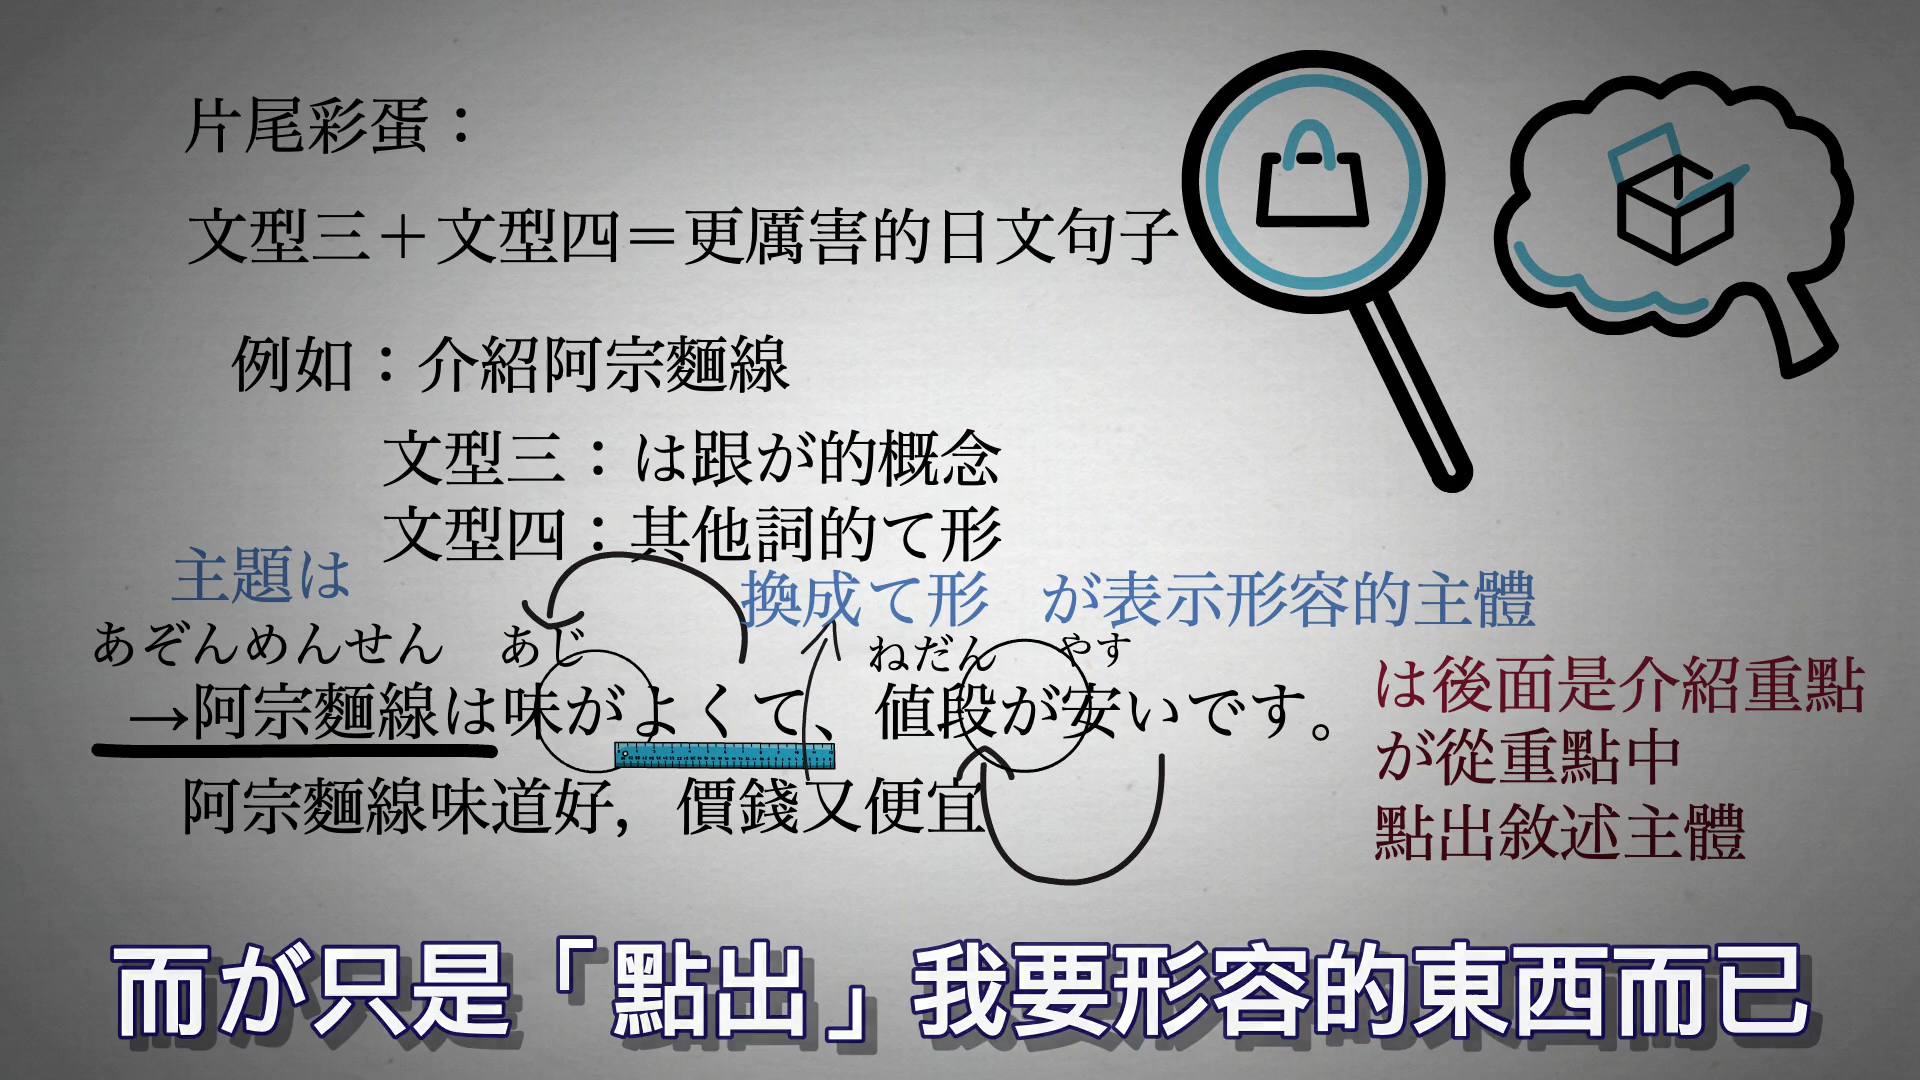 片尾彩蛋：
文型三＋文型四＝更厲害的日文句子
例如：介紹阿宗麵線
文型三：は跟が的概念
文型四：其他詞的て形
主題は
換成て形　が表示形容的主體
あぞんめんせん　あじ　ねだん　やす
→阿宗麵線は味がよくて、値段が安いです。
阿宗麵線味道好，價錢又便宜
は後面是介紹重點
が從重點中
點出敘述主體
而が只是「點出」我要形容的東西而已